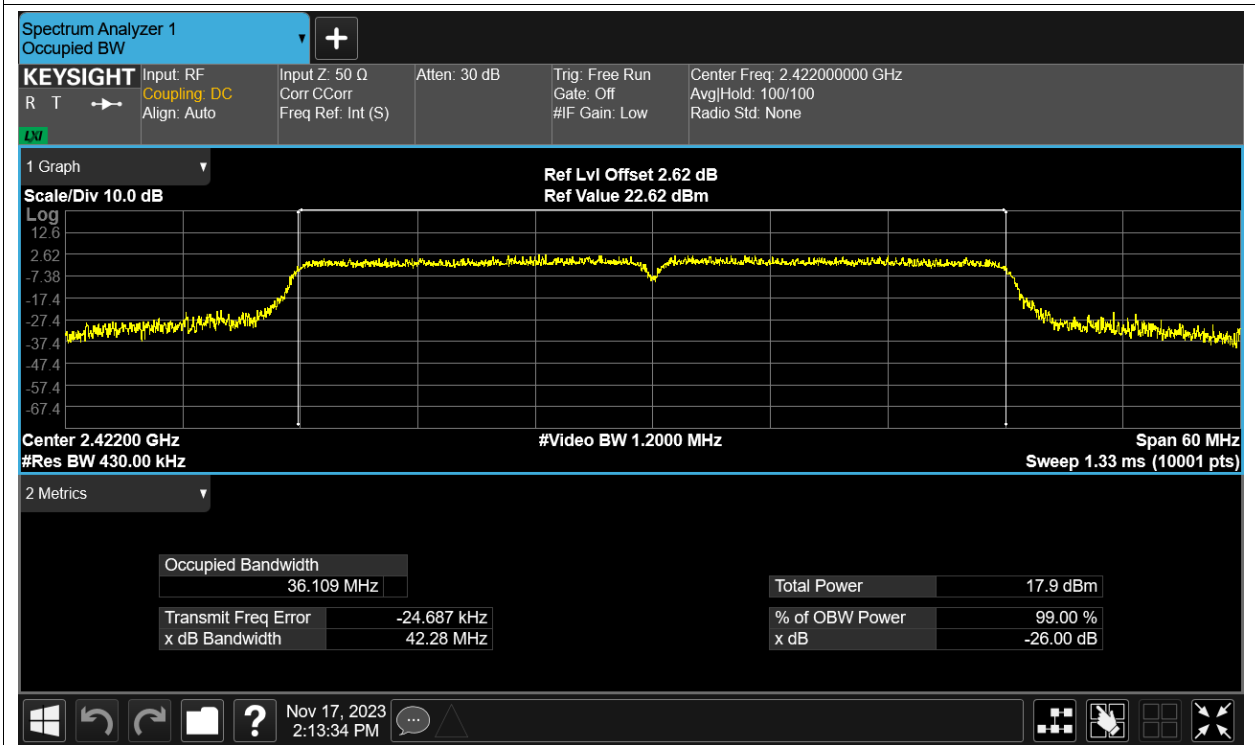 Spectrum Analyzer 1
Occupied BW
KEYSIGHT
R T
LXI
Input: RF
Coupling: DC
Align: Auto
Input Z: 50 Ω
Corr CCorr
Freq Ref: Int (S)
Atten: 30 dB
Trig: Free Run
Gate: Off
#IF Gain: Low
Center Freq: 2.422000000 GHz
Avg|Hold: 100/100
Radio Std: None
1 Graph
Scale/Div 10.0 dB
Ref Lvl Offset 2.62 dB
Ref Value 22.62 dBm
Log
12.6
2.62
-7.38
-17.4
-27.4
-37.4
-47.4
-57.4
-67.4
Center 2.42200 GHz
#Video BW 1.2000 MHz
Span 60 MHz
#Res BW 430.00 kHz
Sweep 1.33 ms (10001 pts)
2 Metrics
Occupied Bandwidth
36.109 MHz
Total Power 17.9 dBm
Transmit Freq Error -24.687 kHz
% of OBW Power 99.00 %
x dB Bandwidth 42.28 MHz
x dB -26.00 dB
?
Nov 17, 2023
2:13:34 PM